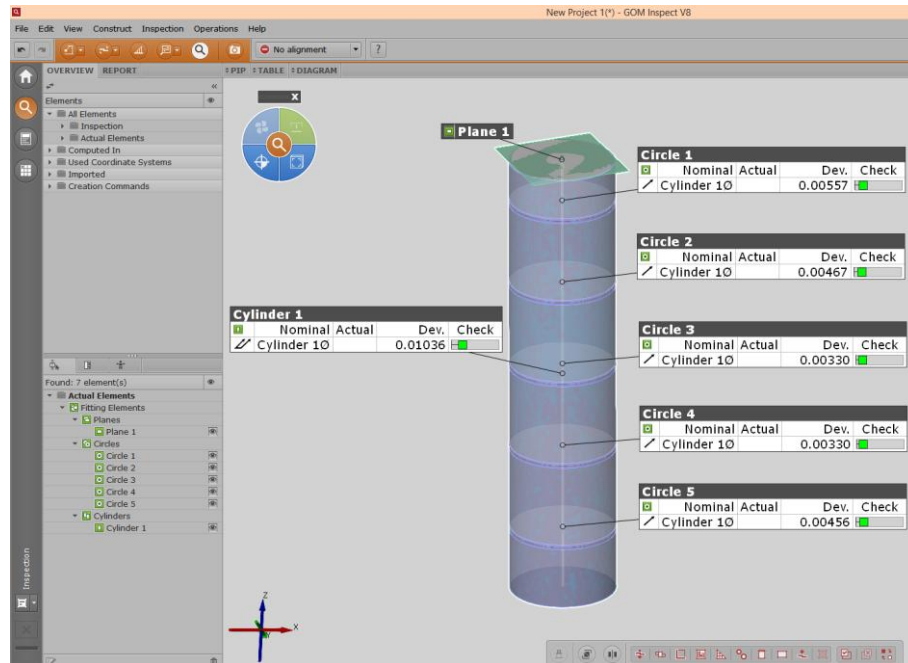 New Project 1(*) - GOM Inspect V8
File Edit View Construct Inspection Operations Help
No alignment ?
OVERVIEW REPORT
PIP TABLE DIAGRAM
Elements
All Elements
Inspection
Actual Elements
Computed In
Used Coordinate Systems
Imported
Creation Commands
X
Plane 1
Circle 1
Nominal Actual Dev. Check
Cylinder 1Ø 0.00557
Circle 2
Nominal Actual Dev. Check
Cylinder 1Ø 0.00467
Cylinder 1
Nominal Actual Dev. Check
Cylinder 1Ø 0.01036
Circle 3
Nominal Actual Dev. Check
Cylinder 1Ø 0.00330
Circle 4
Nominal Actual Dev. Check
Cylinder 1Ø 0.00330
Circle 5
Nominal Actual Dev. Check
Cylinder 1Ø 0.00456
Found: 7 element(s)
Actual Elements
Fitting Elements
Planes
Plane 1
Circles
Circle 1
Circle 2
Circle 3
Circle 4
Circle 5
Cylinders
Cylinder 1
Inspection
Z
X
Y